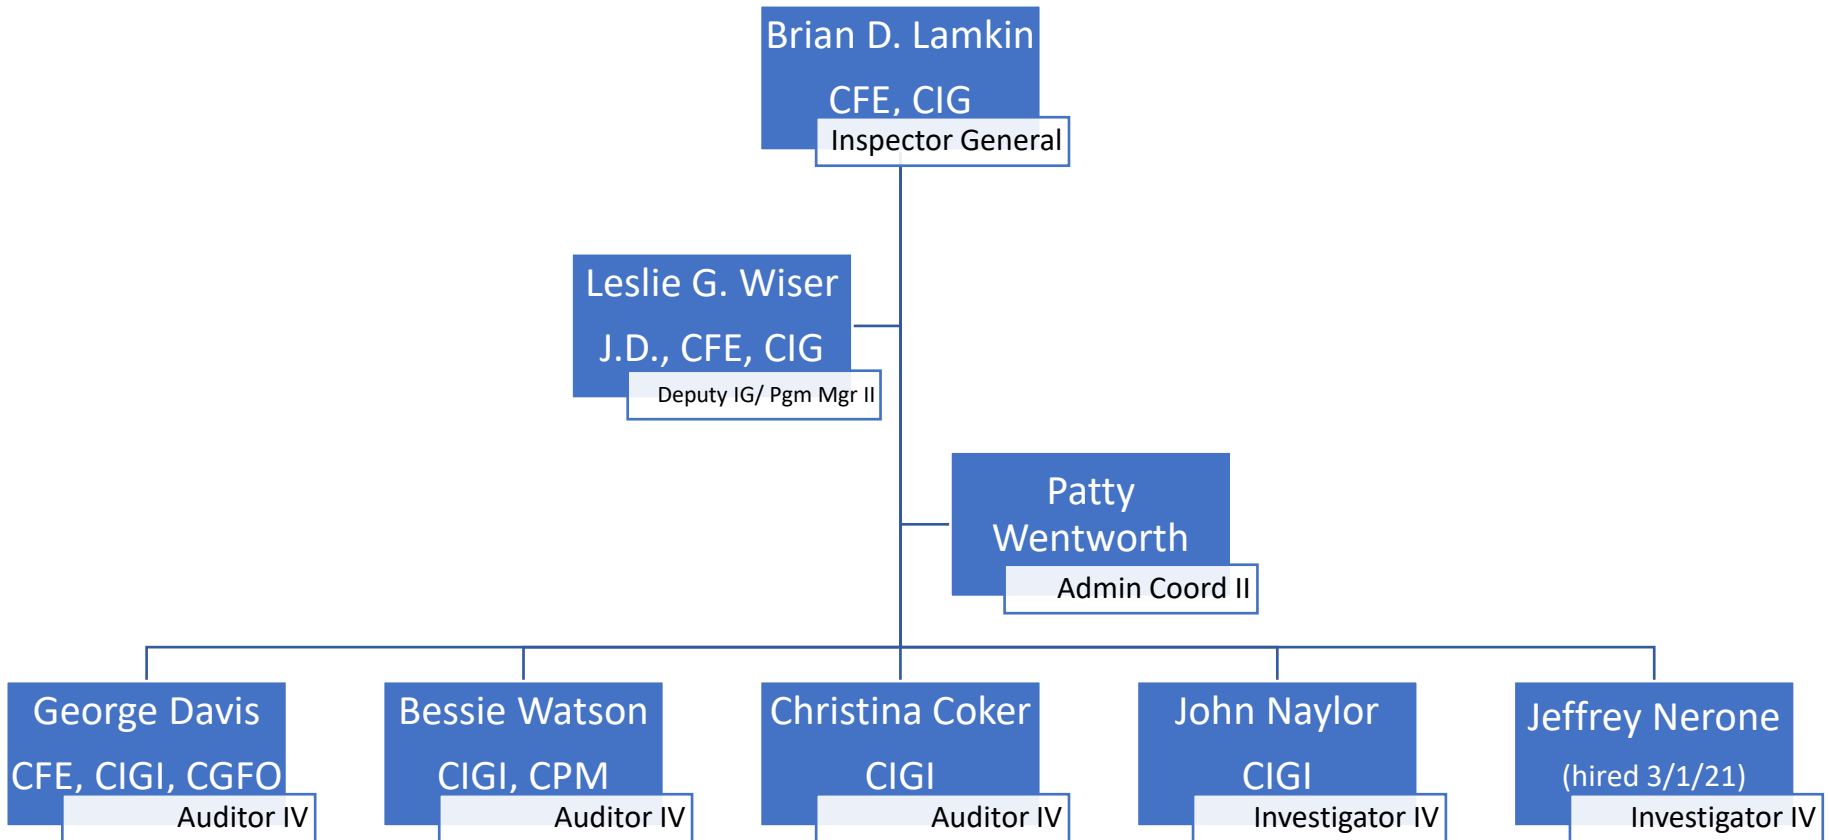 Brian D. Lamkin
CFE, CIG
Inspector General
Leslie G. Wiser
J.D., CFE, CIG
Deputy IG/ Pgm Mgr II
Patty
Wentworth
Admin Coord II
George Davis
CFE, CIGI, CGFO
Auditor IV
Bessie Watson
CIGI, CPM
Auditor IV
Christina Coker
CIGI
Auditor IV
John Naylor
CIGI
Investigator IV
Jeffrey Nerone
(hired 3/1/21)
Investigator IV